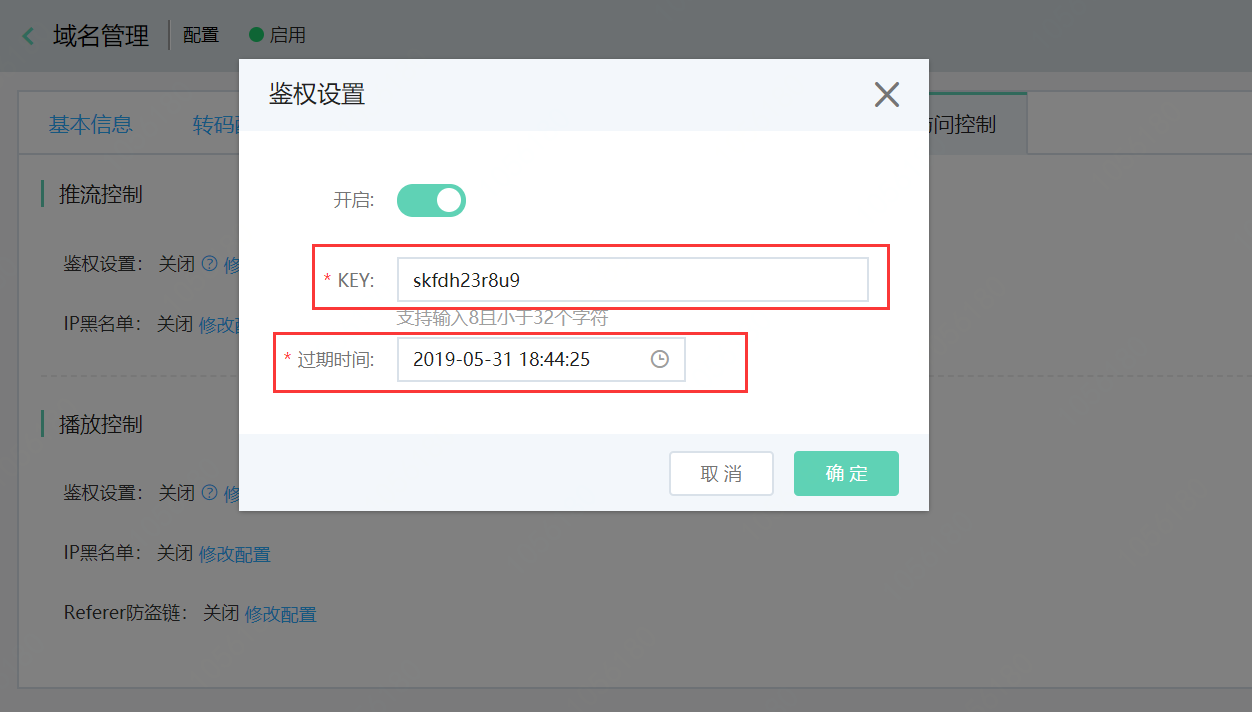 域名管理 配置 启用
鉴权设置
基本信息 转码 问控制
开启:
推流控制
鉴权设置： 关闭 修
* KEY: skfdh23r8u9
支持输入8且小于32个字符
IP黑名单： 关闭 修改
* 过期时间: 2019-05-31 18:44:25
播放控制
取 消 确 定
鉴权设置： 关闭 修
IP黑名单： 关闭 修改配置
Referer防盗链： 关闭 修改配置